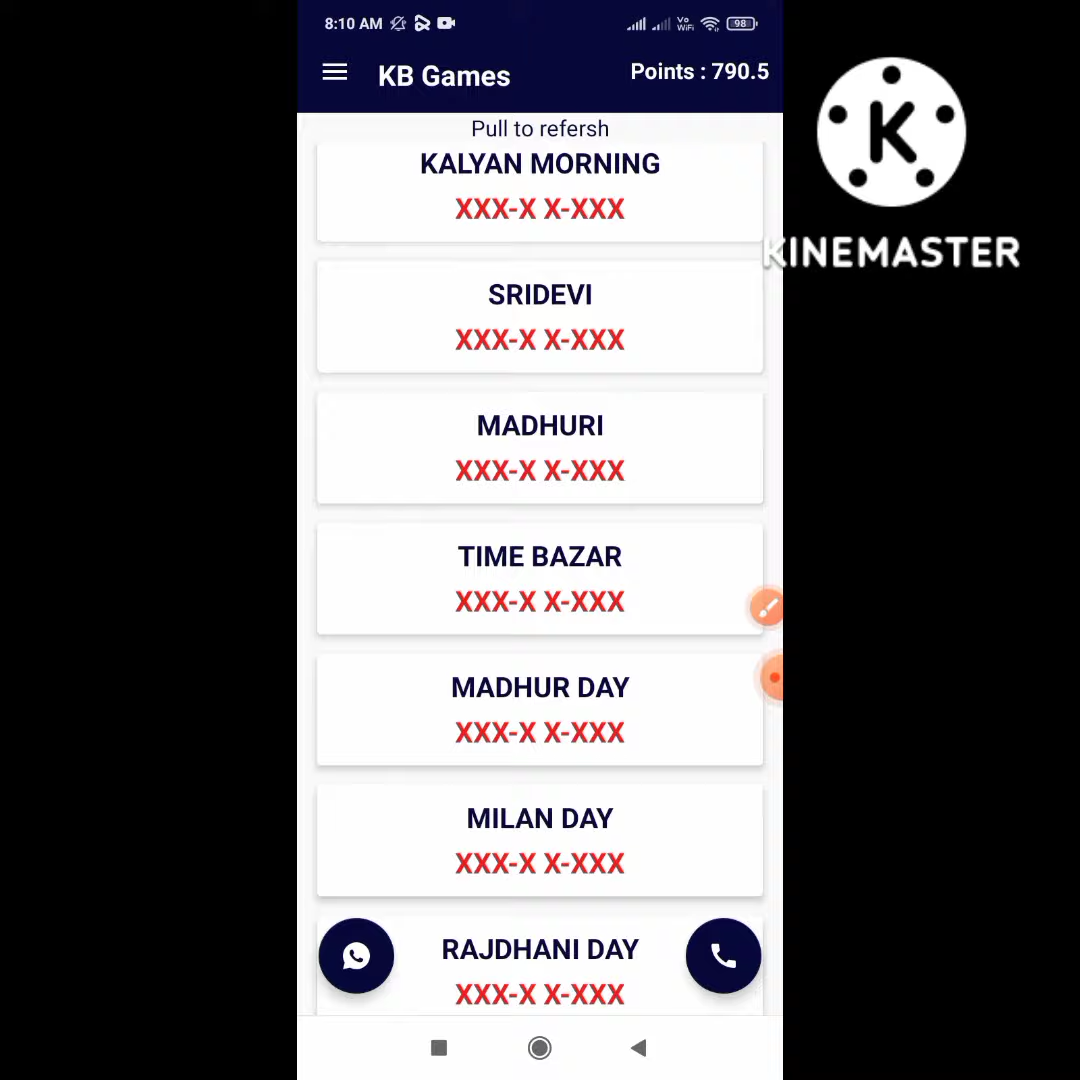 8:10 AM
Vo
WiFi
98
KB Games
Points : 790.5
K
KINEMASTER
Pull to refersh
KALYAN MORNING
XXX-X X-XXX
SRIDEVI
XXX-X X-XXX
MADHURI
XXX-X X-XXX
TIME BAZAR
XXX-X X-XXX
MADHUR DAY
XXX-X X-XXX
MILAN DAY
XXX-X X-XXX
RAJDHANI DAY
XXX-X X-XXX